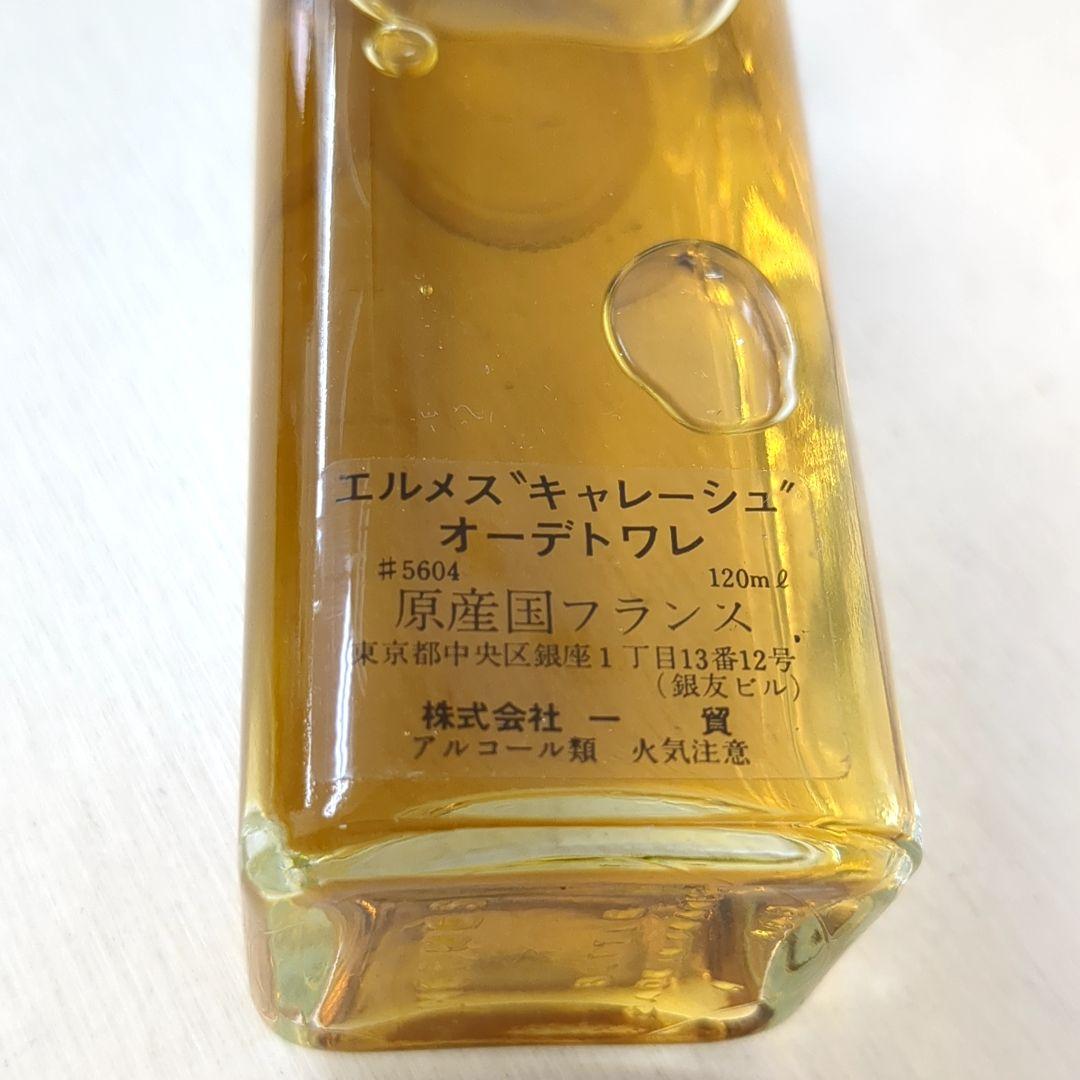 エルメス〝キャレーシュ〞
オーデトワレ
♯5604 120mℓ
原産国フランス
東京都中央区銀座1丁目13番12号
(銀友ビル)
株式会社 一 貿
アルコール類 火気注意